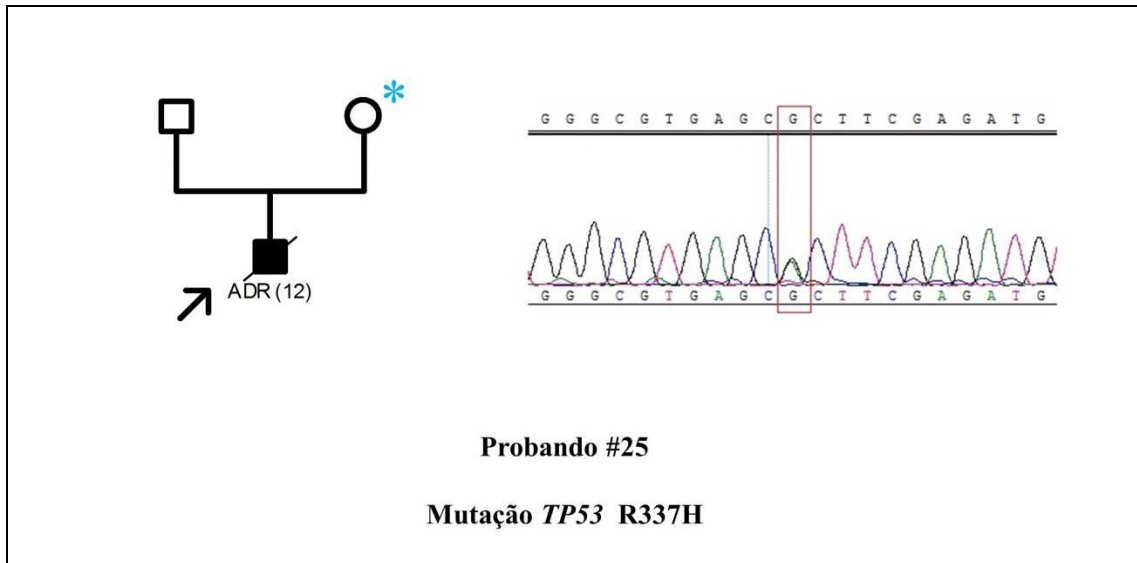 *
G G G C G T G A G C G C T T C G A G A T G
G G G C G T G A G C G C T T C G A G A T G
ADR (12)
Probando #25
Mutação TP53 R337H